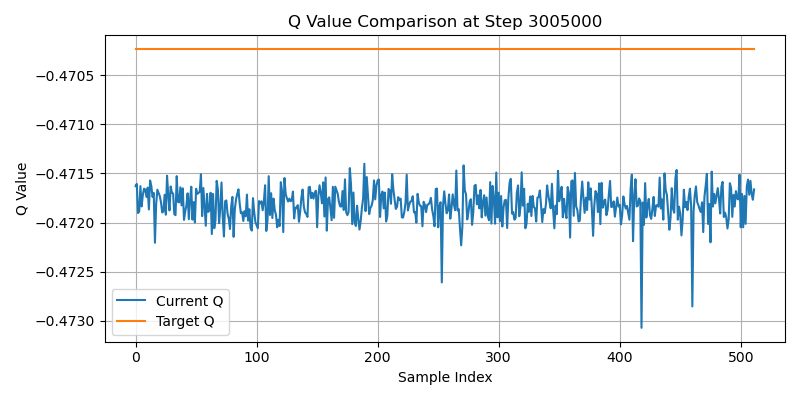 Q Value Comparison at Step 3005000
Q Value
−0.4705
−0.4710
−0.4715
−0.4720
−0.4725
−0.4730
Current Q
Target Q
0 100 200 300 400 500
Sample Index